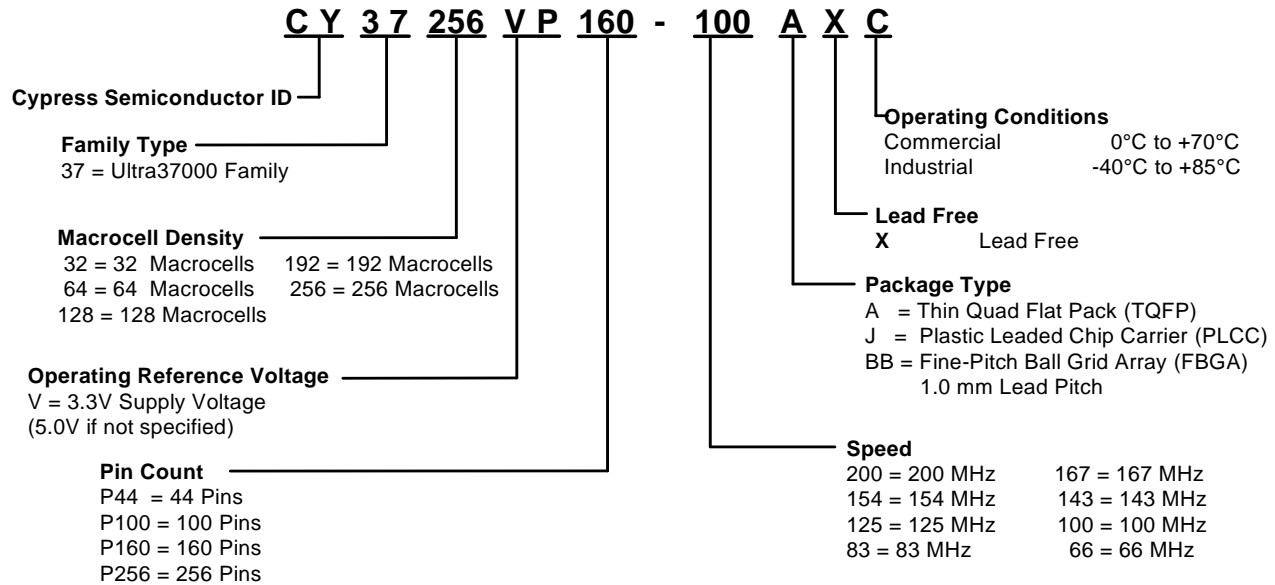 CY 37 256 VP 160 - 100 A X C
Cypress Semiconductor ID
Family Type
37 = Ultra37000 Family
Macrocell Density
32 = 32 Macrocells 192 = 192 Macrocells
64 = 64 Macrocells 256 = 256 Macrocells
128 = 128 Macrocells
Operating Reference Voltage
V = 3.3V Supply Voltage
(5.0V if not specified)
Pin Count
P44 = 44 Pins
P100 = 100 Pins
P160 = 160 Pins
P256 = 256 Pins
Operating Conditions
Commercial 0°C to +70°C
Industrial -40°C to +85°C
Lead Free
X Lead Free
Package Type
A = Thin Quad Flat Pack (TQFP)
J = Plastic Leaded Chip Carrier (PLCC)
BB = Fine-Pitch Ball Grid Array (FBGA)
1.0 mm Lead Pitch
Speed
200 = 200 MHz 167 = 167 MHz
154 = 154 MHz 143 = 143 MHz
125 = 125 MHz 100 = 100 MHz
83 = 83 MHz 66 = 66 MHz